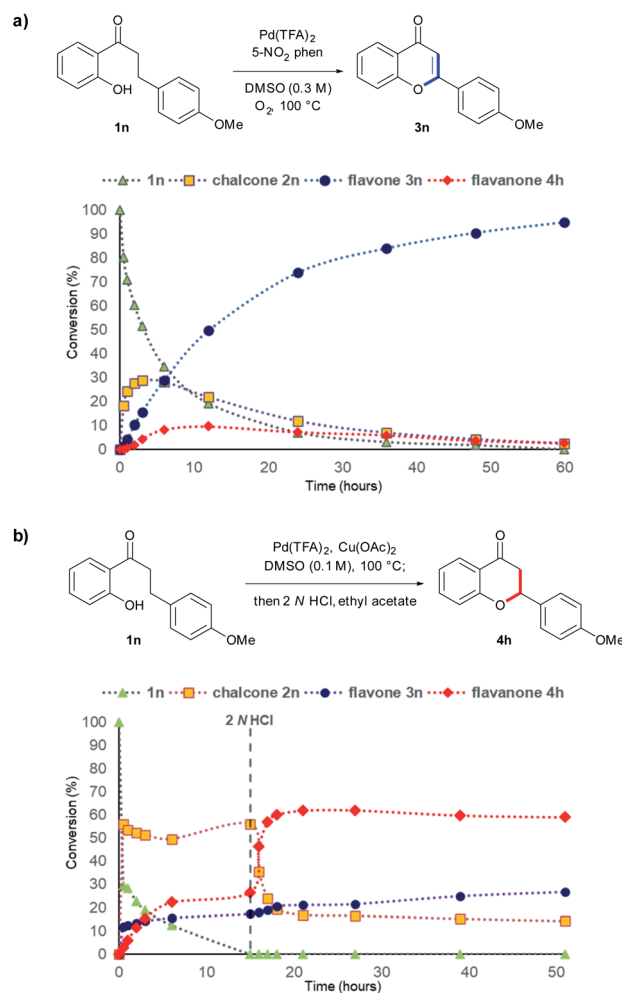 a)
O
OH
OMe
1n
Pd(TFA)2
5-NO2 phen
DMSO (0.3 M)
O2, 100 °C
O
O
OMe
3n
1n chalcone 2n flavone 3n flavanone 4h
Conversion (%)
100
90
80
70
60
50
40
30
20
10
0
0 10 20 30 40 50 60
Time (hours)
b)
O
OH
OMe
1n
Pd(TFA)2, Cu(OAc)2
DMSO (0.1 M), 100 °C;
then 2 N HCl, ethyl acetate
O
O
OMe
4h
1n chalcone 2n flavone 3n flavanone 4h
2 N HCl
Conversion (%)
100
90
80
70
60
50
40
30
20
10
0
0 10 20 30 40 50
Time (hours)